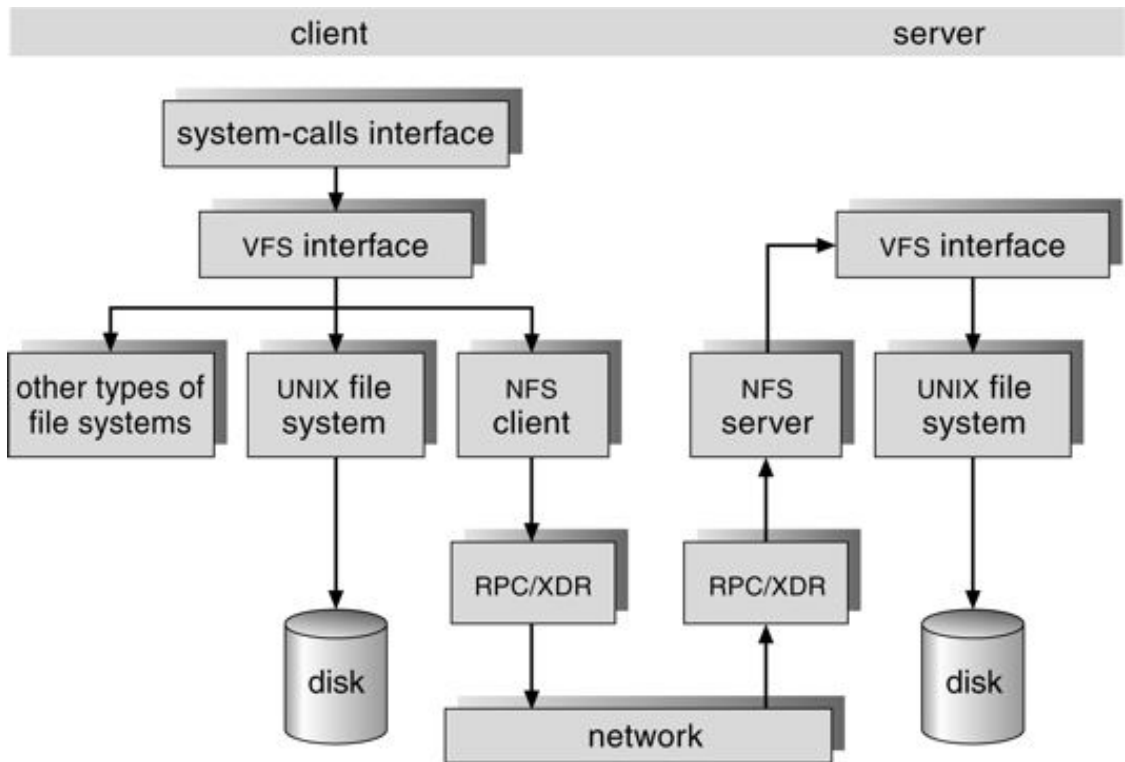 client
server
system-calls interface
VFS interface
VFS interface
other types of
file systems
UNIX file
system
NFS
client
NFS
server
UNIX file
system
RPC/XDR
RPC/XDR
disk
disk
network